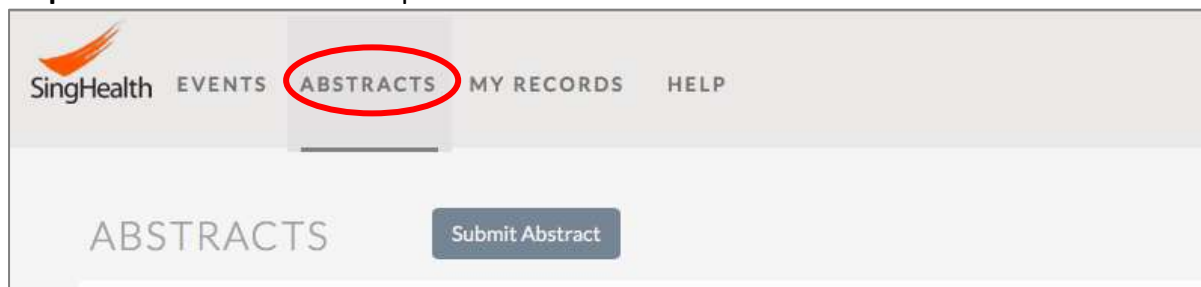 SingHealth EVENTS ABSTRACTS MY RECORDS HELP
ABSTRACTS Submit Abstract